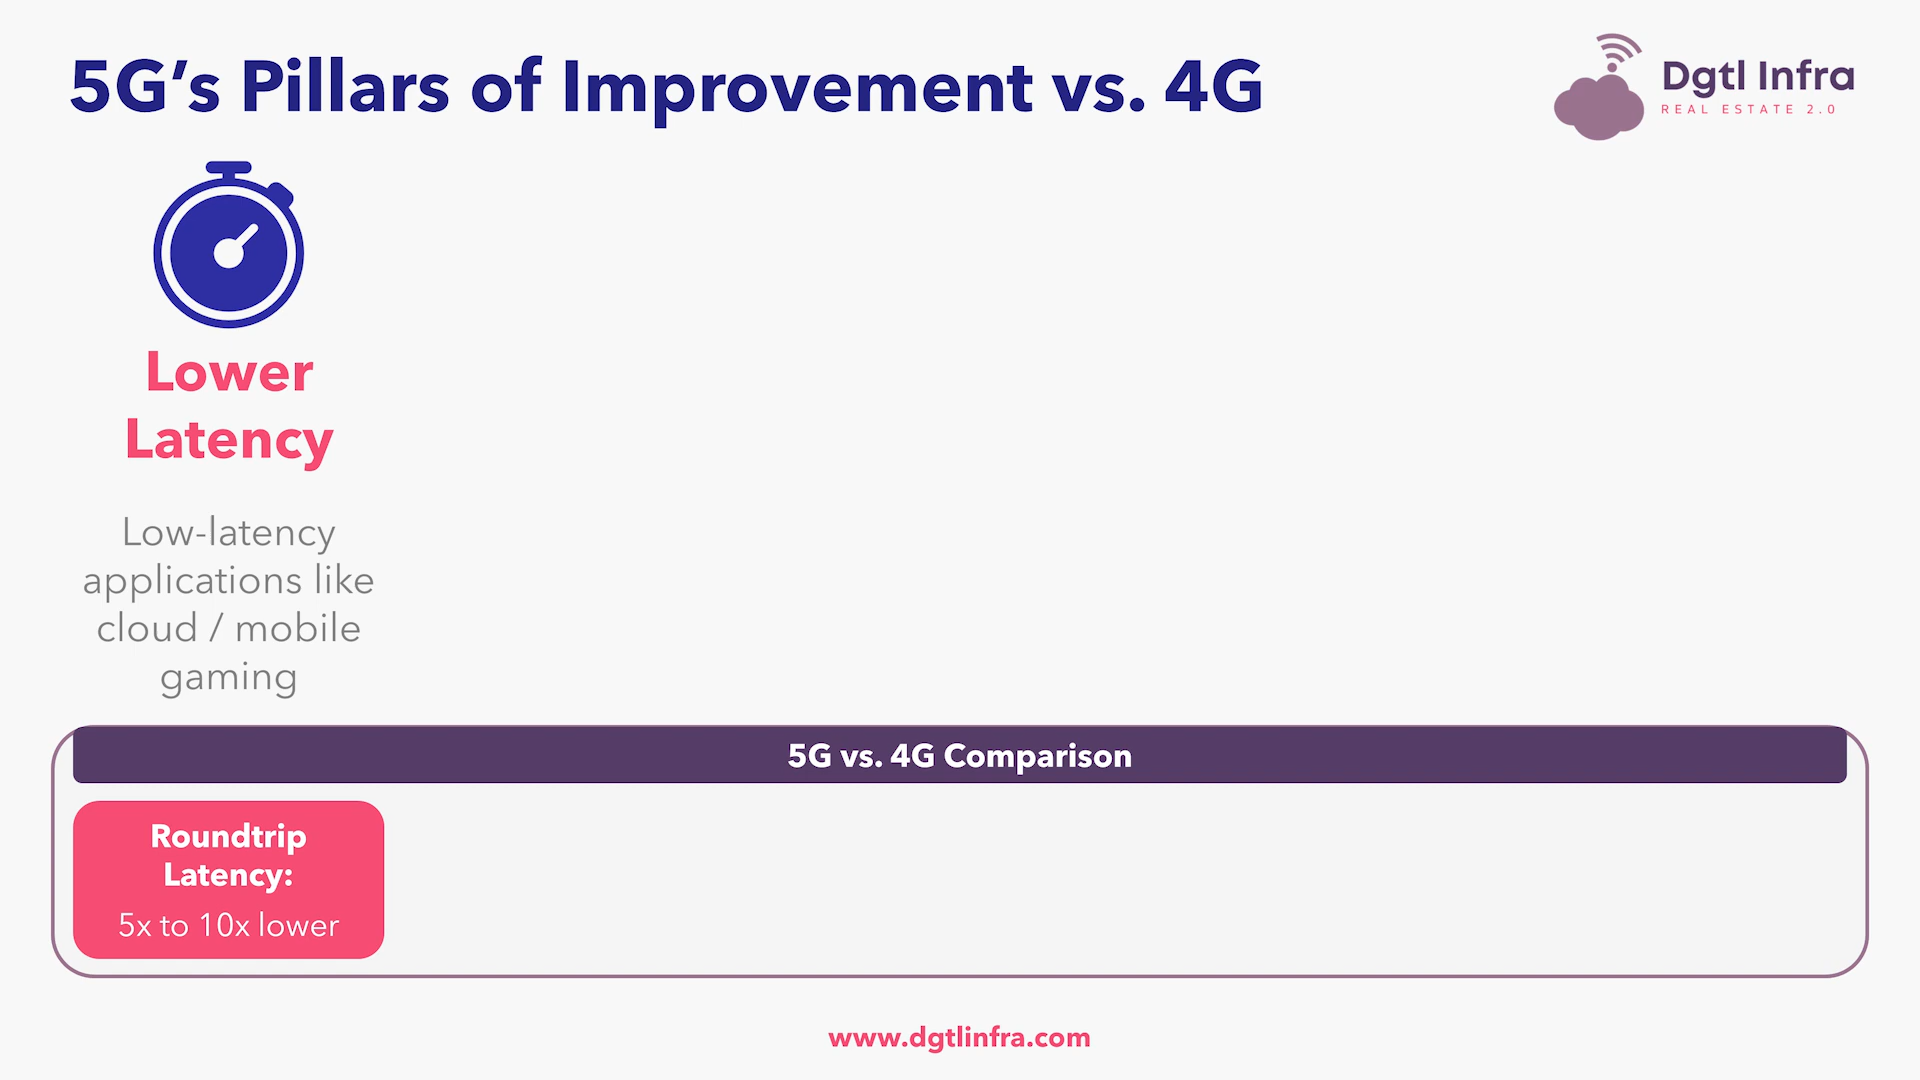 5G’s Pillars of Improvement vs. 4G
Dgtl Infra
REAL ESTATE 2.0
Lower
Latency
Low-latency
applications like
cloud / mobile
gaming
5G vs. 4G Comparison
Roundtrip
Latency:
5x to 10x lower
www.dgtlinfra.com